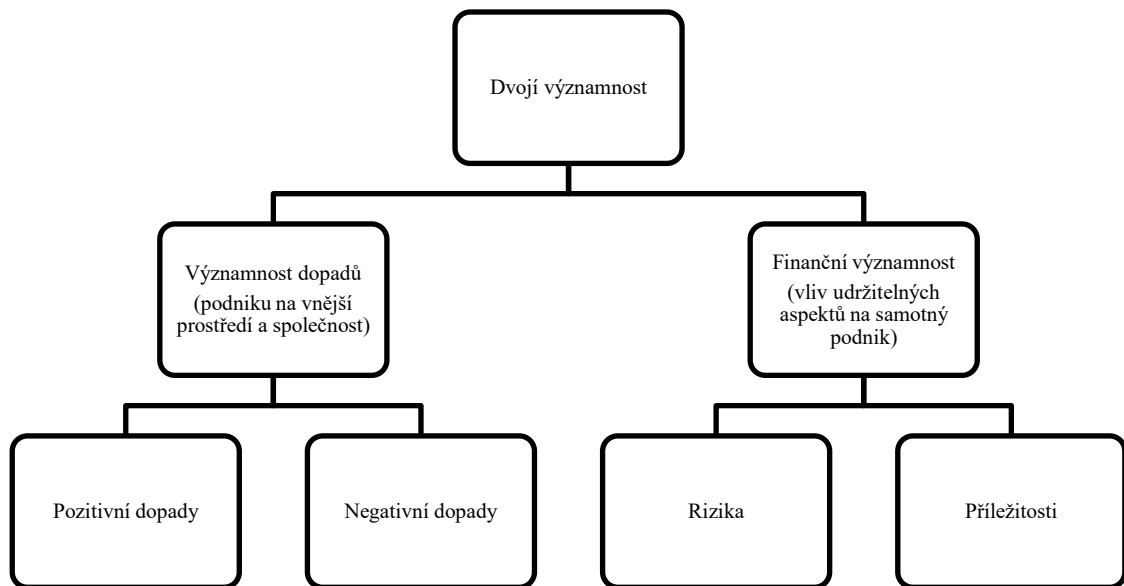 Dvojí významnost
Významnost dopadů
(podniku na vnější
prostředí a společnost)
Finanční významnost
(vliv udržitelných
aspektů na samotný
podnik)
Pozitivní dopady
Negativní dopady
Rizika
Příležitosti